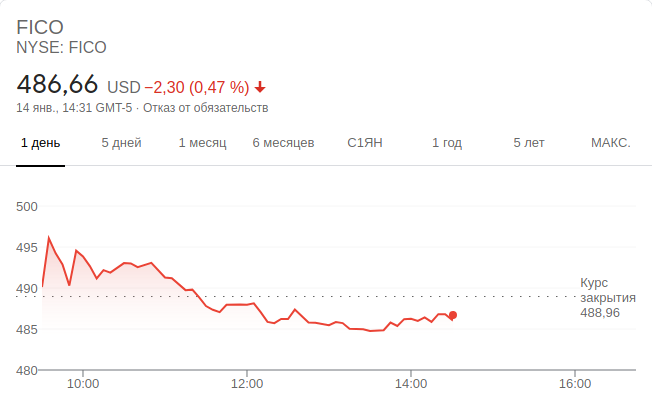 FICO
NYSE: FICO
486,66 USD −2,30 (0,47 %)
14 янв., 14:31 GMT-5 · Отказ от обязательств
1 день 5 дней 1 месяц 6 месяцев С1ЯН 1 год 5 лет МАКС.
500
495
490
485
480
Курс
закрытия
488,96
10:00 12:00 14:00 16:00